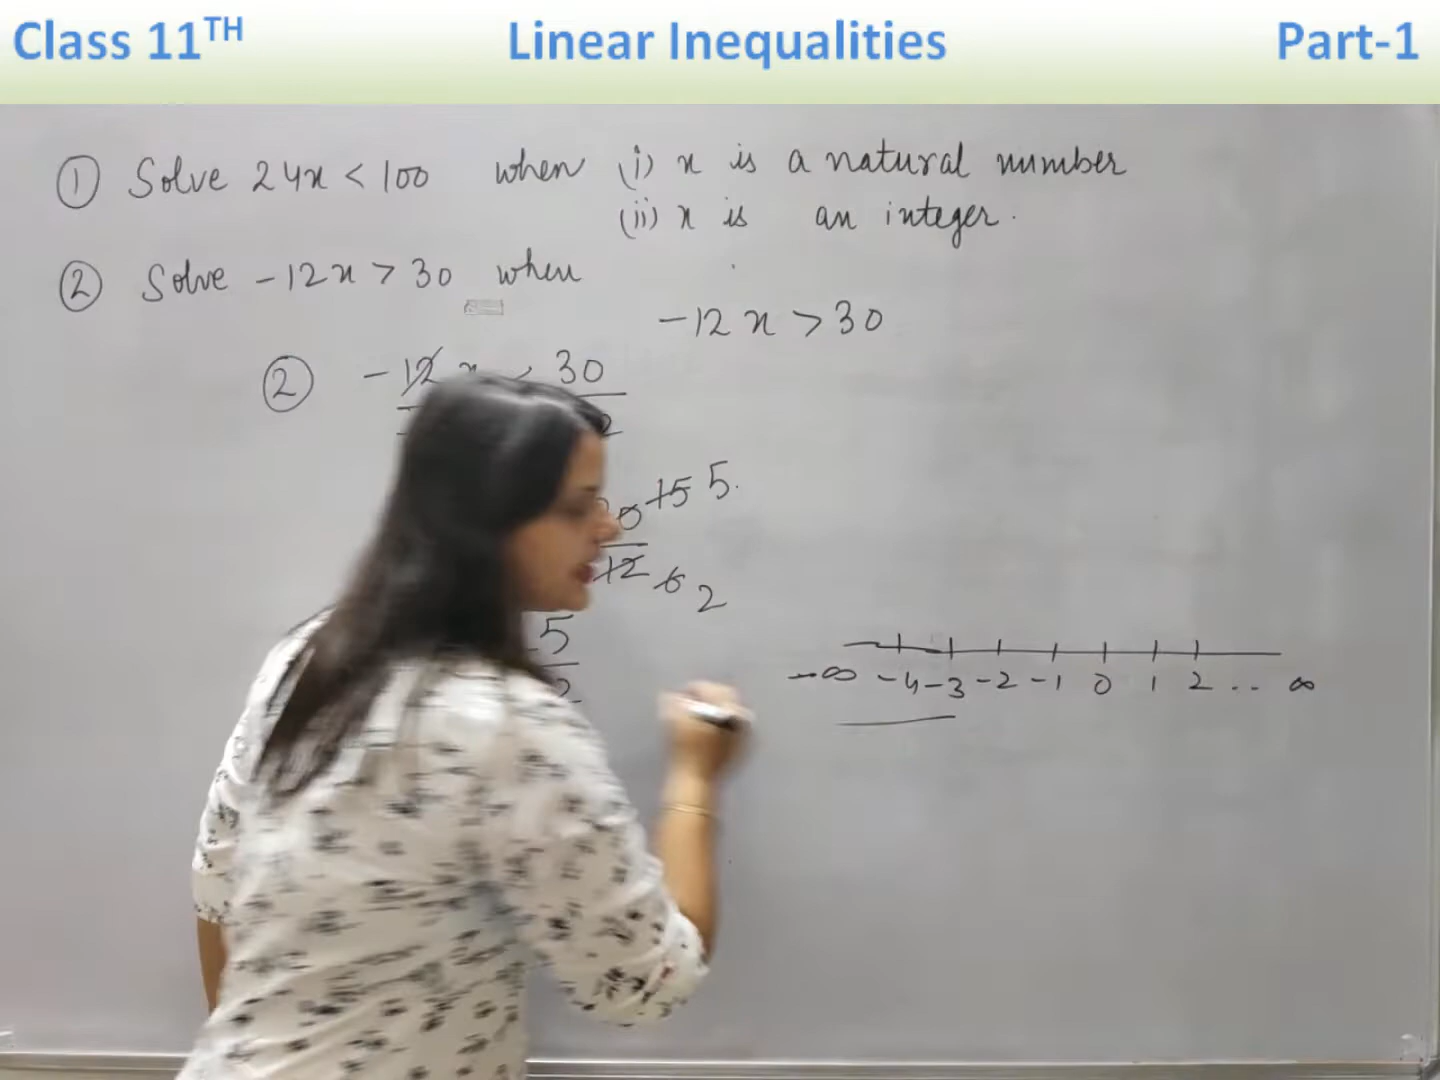 Class 11TH Linear Inequalities Part-1
① Solve 24x < 100 when (i) x is a natural number
(ii) x is an integer.
② Solve -12x > 30 when
-12x > 30
② -12 30
15 5.
12 6 2
5
2
-∞ -4 -3 -2 -1 0 1 2 .. ∞